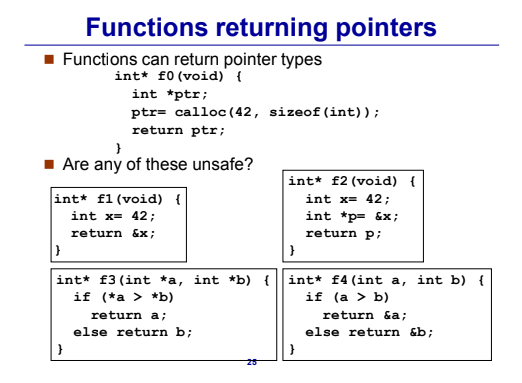 Functions returning pointers
Functions can return pointer types
int* f0(void) {
int *ptr;
ptr= calloc(42, sizeof(int));
return ptr;
}
Are any of these unsafe?
int* f1(void) {
int x= 42;
return &x;
}
int* f2(void) {
int x= 42;
int *p= &x;
return p;
}
int* f3(int *a, int *b) {
if (*a > *b)
return a;
else return b;
}
int* f4(int a, int b) {
if (a > b)
return &a;
else return &b;
}
25